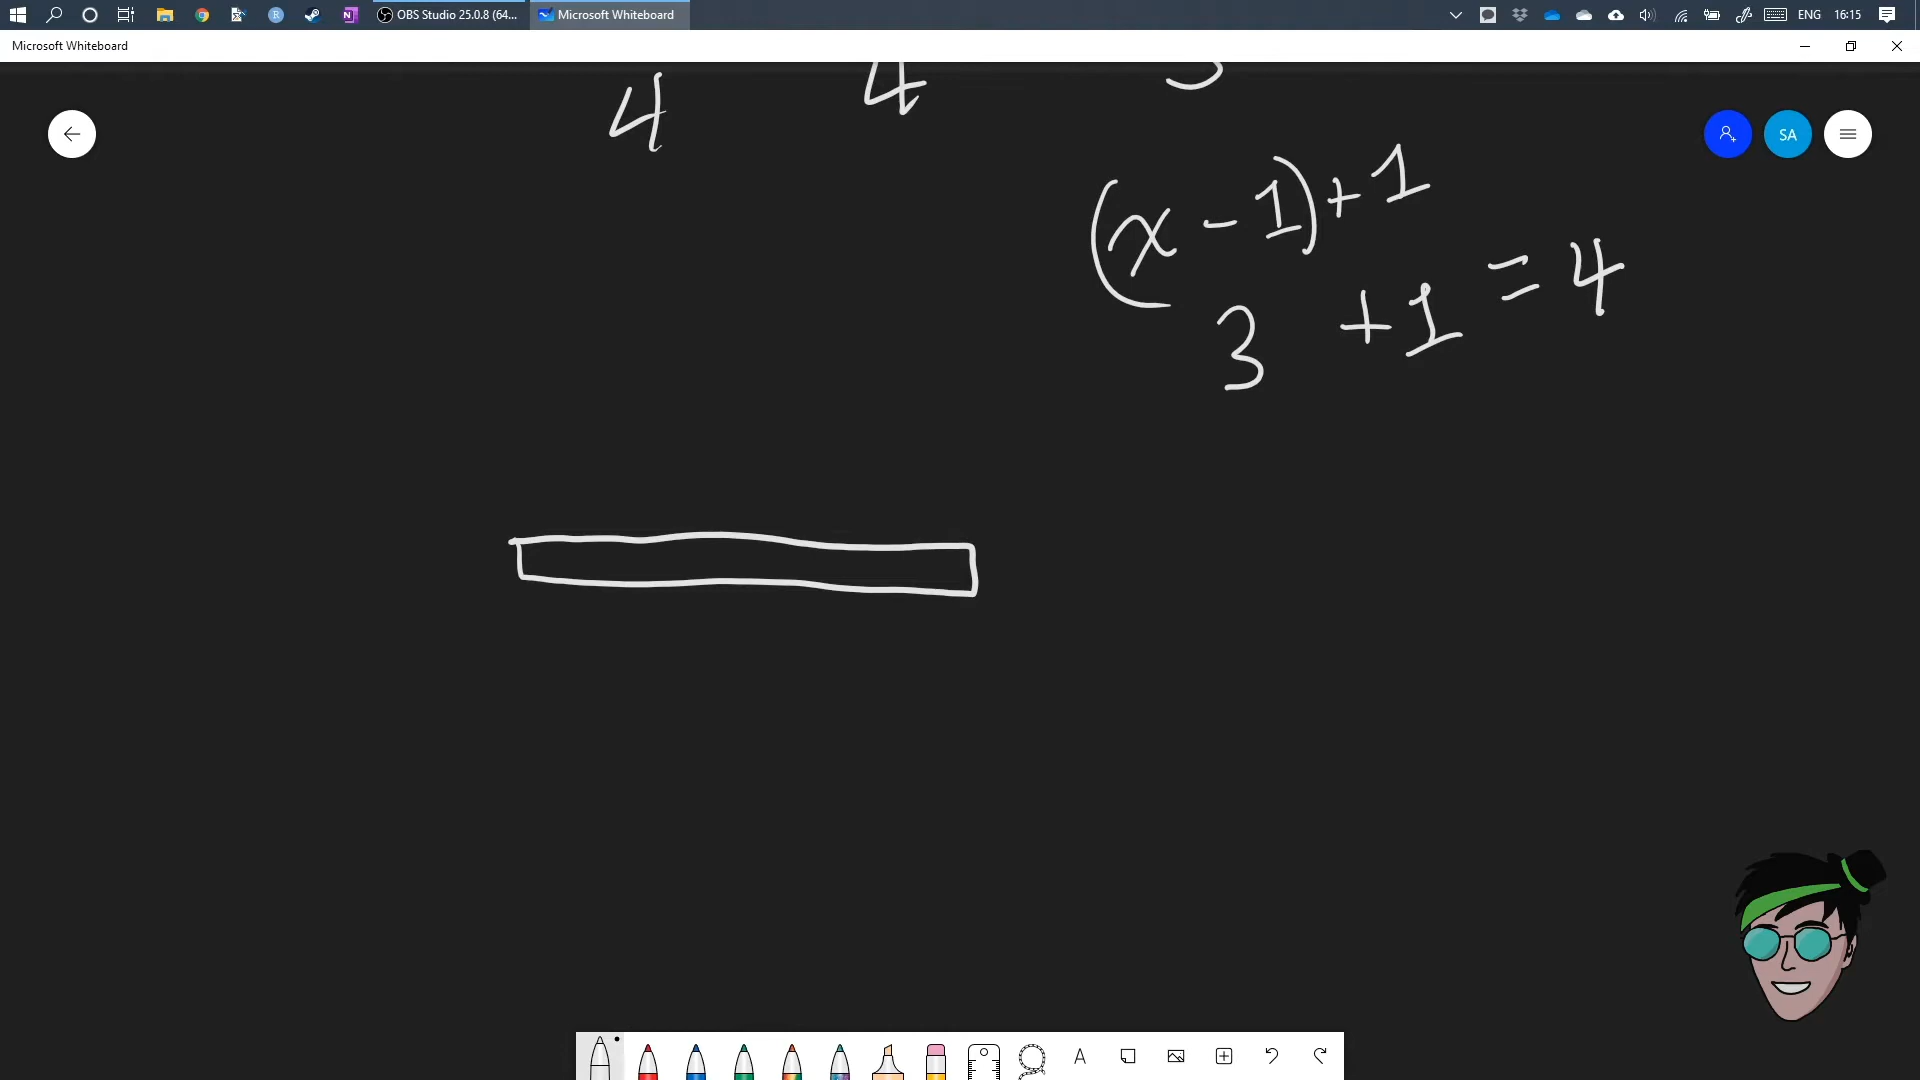 OBS Studio 25.0.8 (64...
Microsoft Whiteboard
ENG
16:15
Microsoft Whiteboard
4 4
SA
(x - 1) + 1
3 + 1 = 4
A